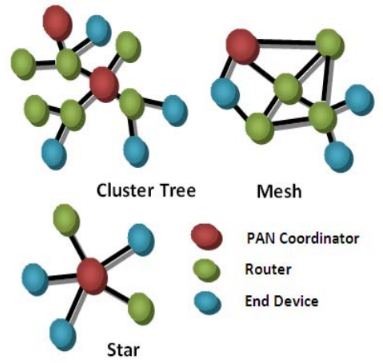 Cluster Tree
Mesh
PAN Coordinator
Router
End Device
Star